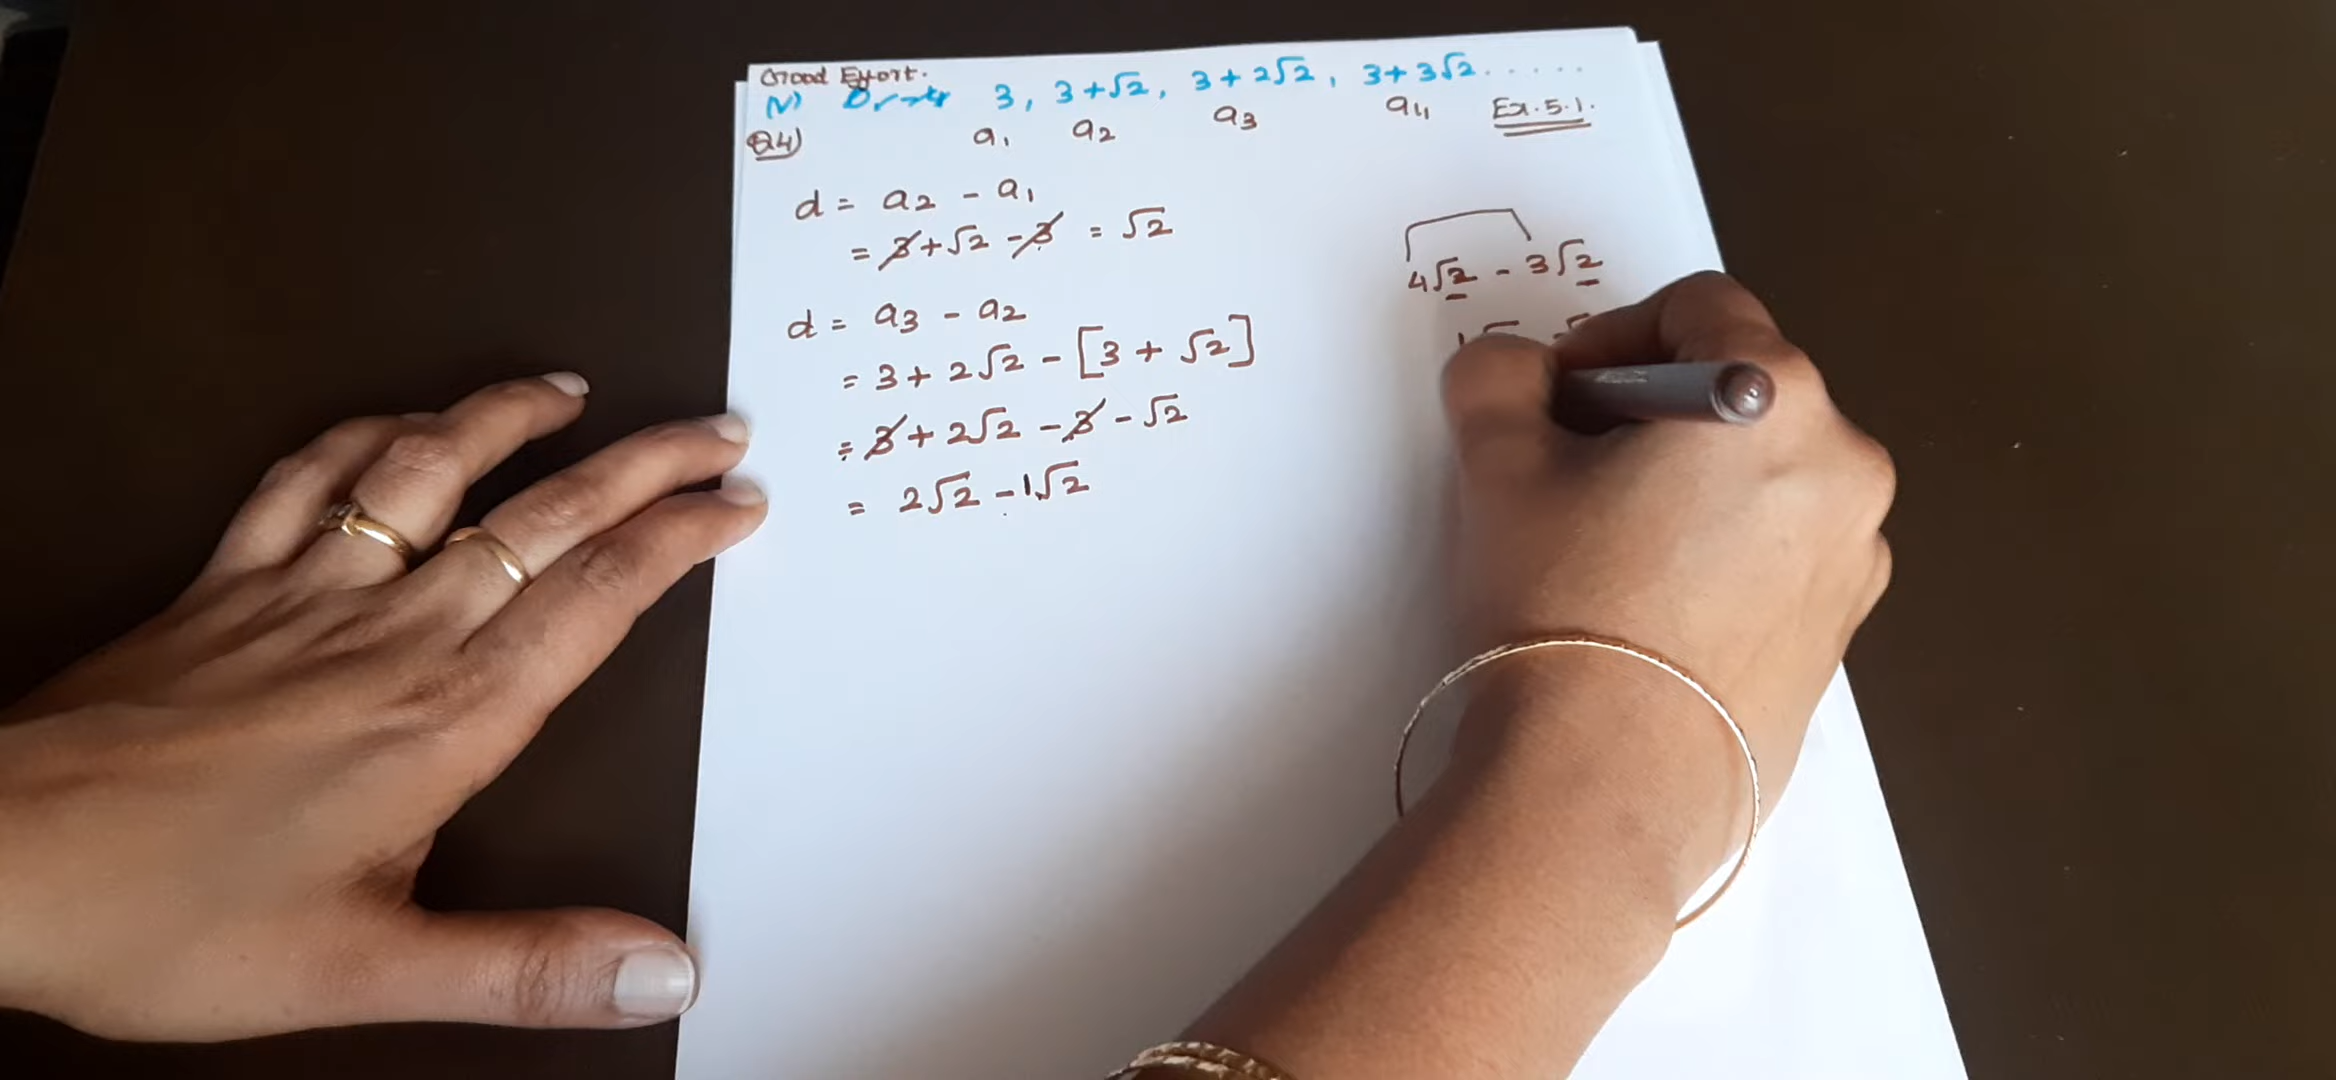 Good Effort.
(V) 3, 3+√2, 3+2√2, 3+3√2.....
Q4) a₁ a₂ a₃ a₄ Ex.5.1.
d = a₂ - a₁
= 3+√2 - 3 = √2
d = a₃ - a₂
= 3 + 2√2 - [3 + √2]
= 3 + 2√2 - 3 - √2
= 2√2 - 1√2
4√2 - 3√2